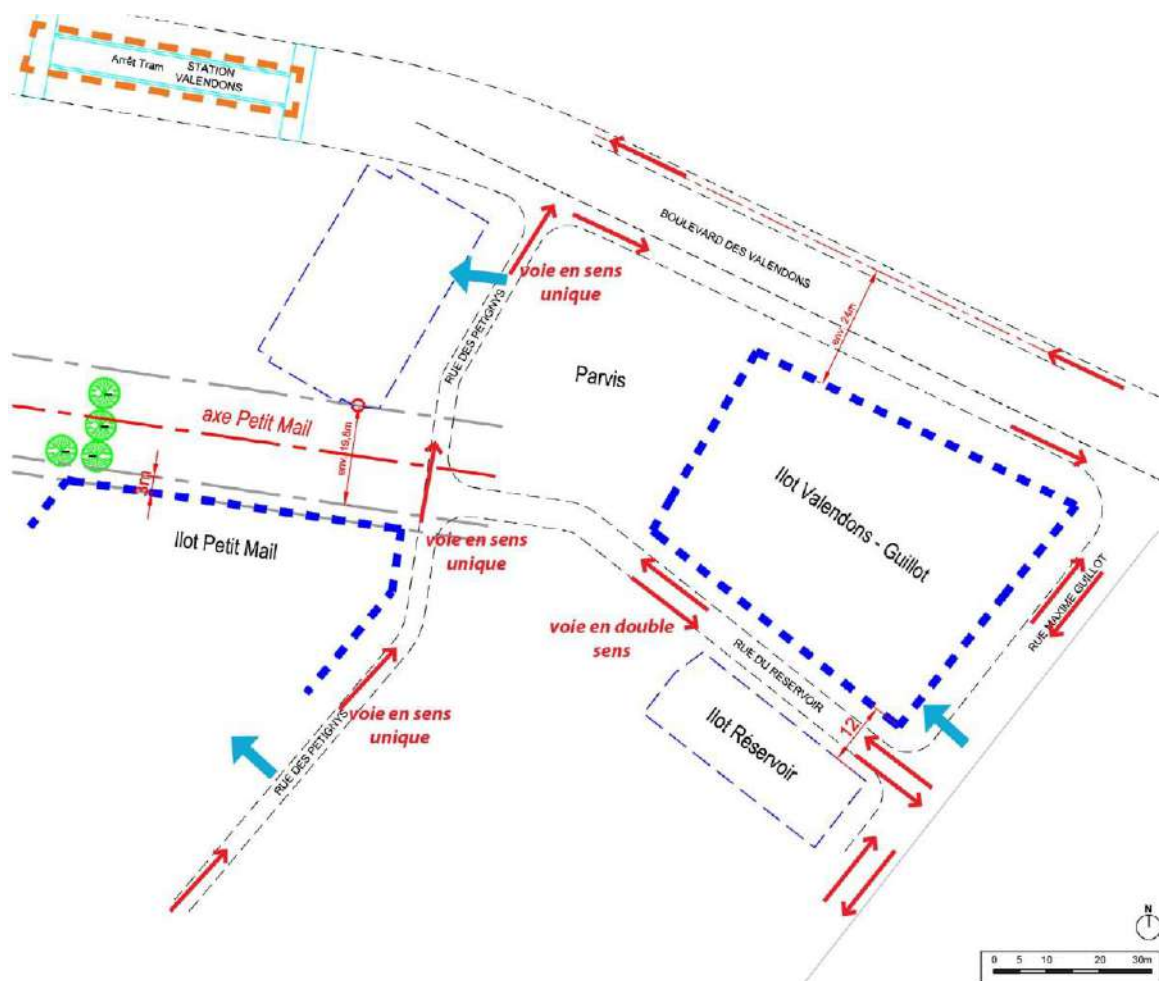 Arrêt Tram
STATION
VALENDONS
BOULEVARD DES VALENDONS
voie en sens
unique
RUE DES PETIGNYS
env. 24m
Parvis
axe Petit Mail
env. 19,6m
3m
Ilot Petit Mail
voie en sens
unique
Ilot Valendons - Guillot
voie en double
sens
RUE MAXIME GUILLOT
RUE DU RESERVOIR
voie en sens
unique
RUE DES PETIGNYS
Ilot Réservoir
12
N
0 5 10 20 30m